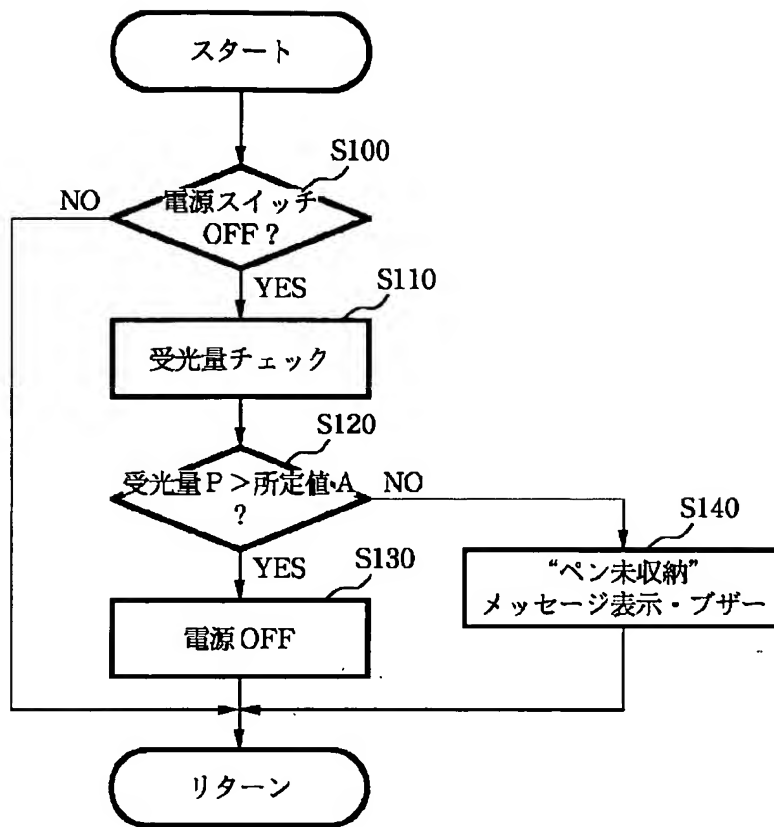 スタート
S100
電源スイッチ
OFF?
NO
YES
S110
受光量チェック
S120
受光量P>所定値A
?
NO
YES
S130
電源OFF
S140
“ペン未収納”
メッセージ表示・ブザー
リターン